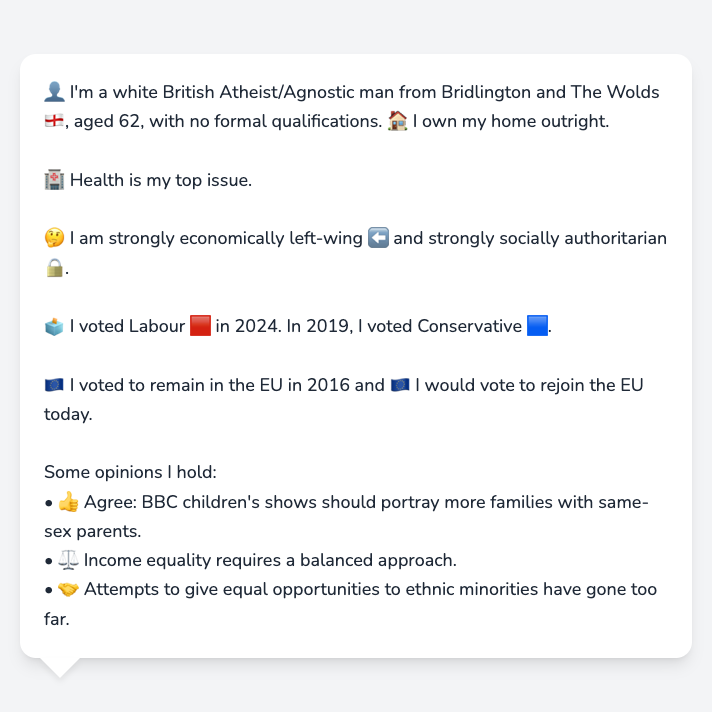 👤 I'm a white British Atheist/Agnostic man from Bridlington and The Wolds
🏴󠁧󠁢󠁥󠁮󠁧󠁿, aged 62, with no formal qualifications. 🏠 I own my home outright.
🏥 Health is my top issue.
🤔 I am strongly economically left-wing ⬅️ and strongly socially authoritarian
🔒.
🗳️ I voted Labour 🟥 in 2024. In 2019, I voted Conservative 🟦.
🇪🇺 I voted to remain in the EU in 2016 and 🇪🇺 I would vote to rejoin the EU
today.
Some opinions I hold:
• 👍 Agree: BBC children's shows should portray more families with same-
sex parents.
• ⚖️ Income equality requires a balanced approach.
• 🤝 Attempts to give equal opportunities to ethnic minorities have gone too
far.